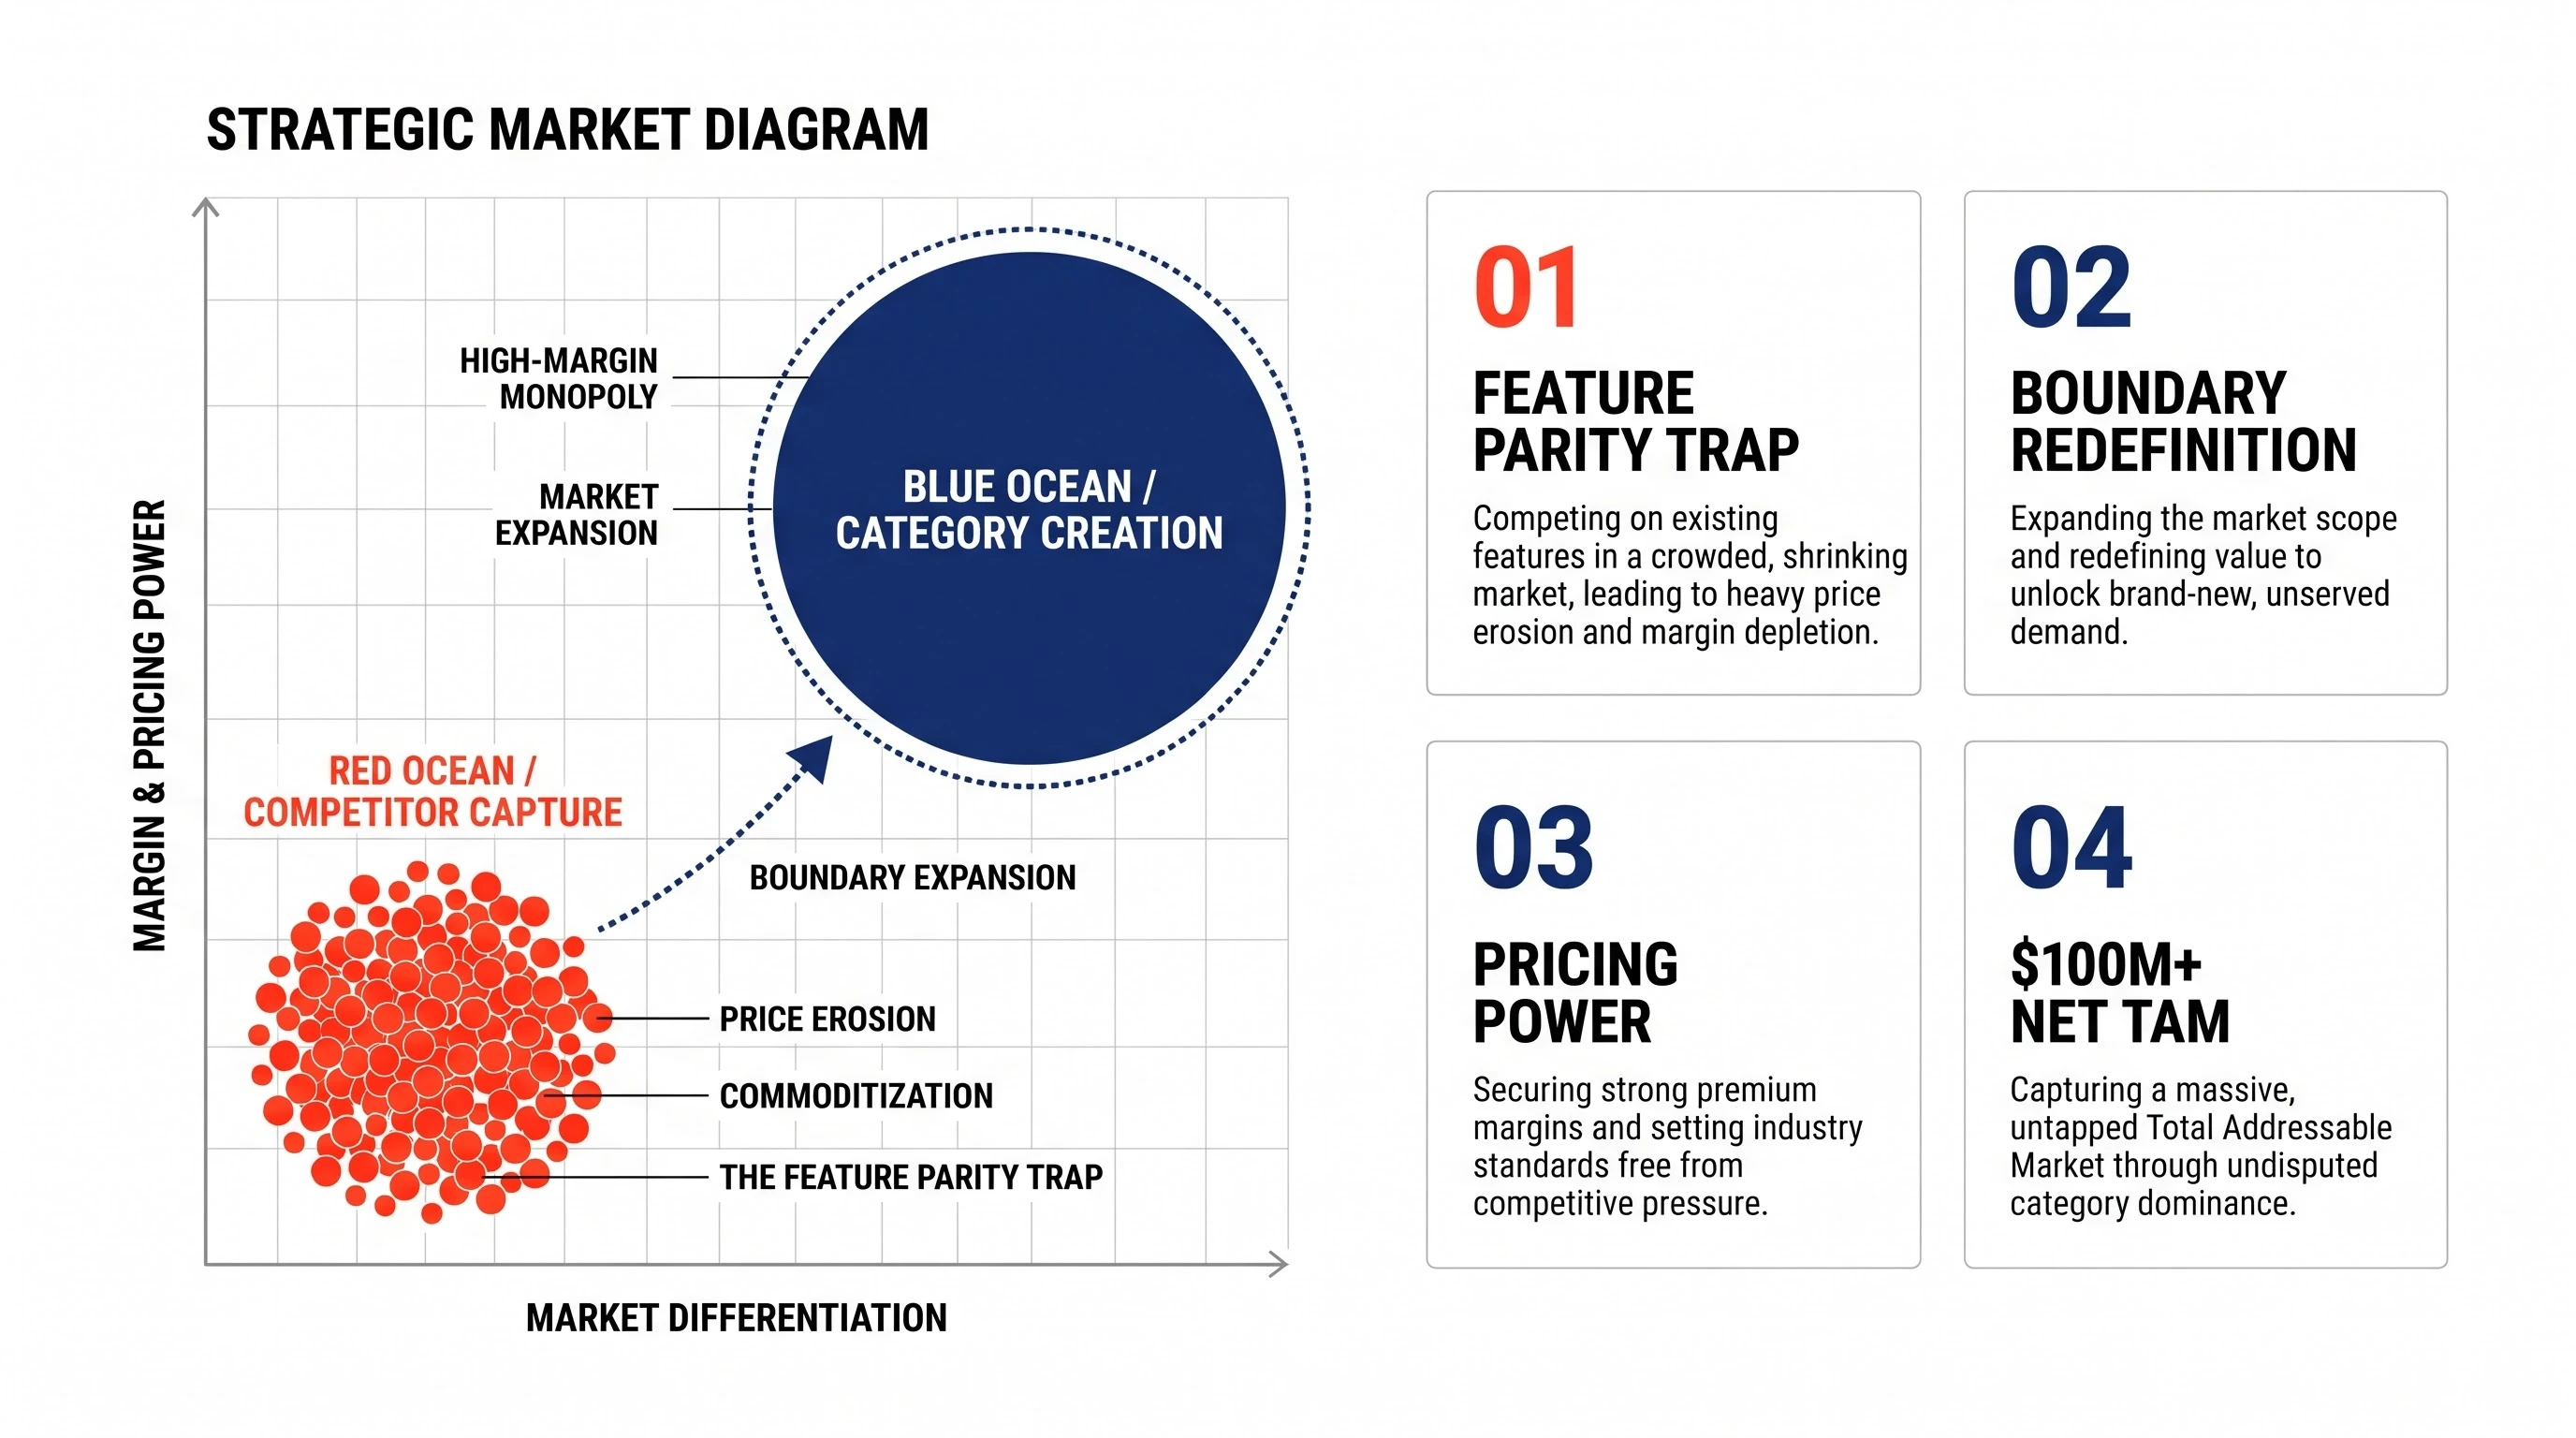 STRATEGIC MARKET DIAGRAM
MARGIN & PRICING POWER
HIGH-MARGIN
MONOPOLY
MARKET
EXPANSION
BLUE OCEAN /
CATEGORY CREATION
RED OCEAN /
COMPETITOR CAPTURE
BOUNDARY EXPANSION
PRICE EROSION
COMMODITIZATION
THE FEATURE PARITY TRAP
MARKET DIFFERENTIATION
01
FEATURE
PARITY TRAP
Competing on existing
features in a crowded, shrinking
market, leading to heavy price
erosion and margin depletion.
02
BOUNDARY
REDEFINITION
Expanding the market scope
and redefining value to
unlock brand-new, unserved
demand.
03
PRICING
POWER
Securing strong premium
margins and setting industry
standards free from
competitive pressure.
04
$100M+
NET TAM
Capturing a massive,
untapped Total Addressable
Market through undisputed
category dominance.